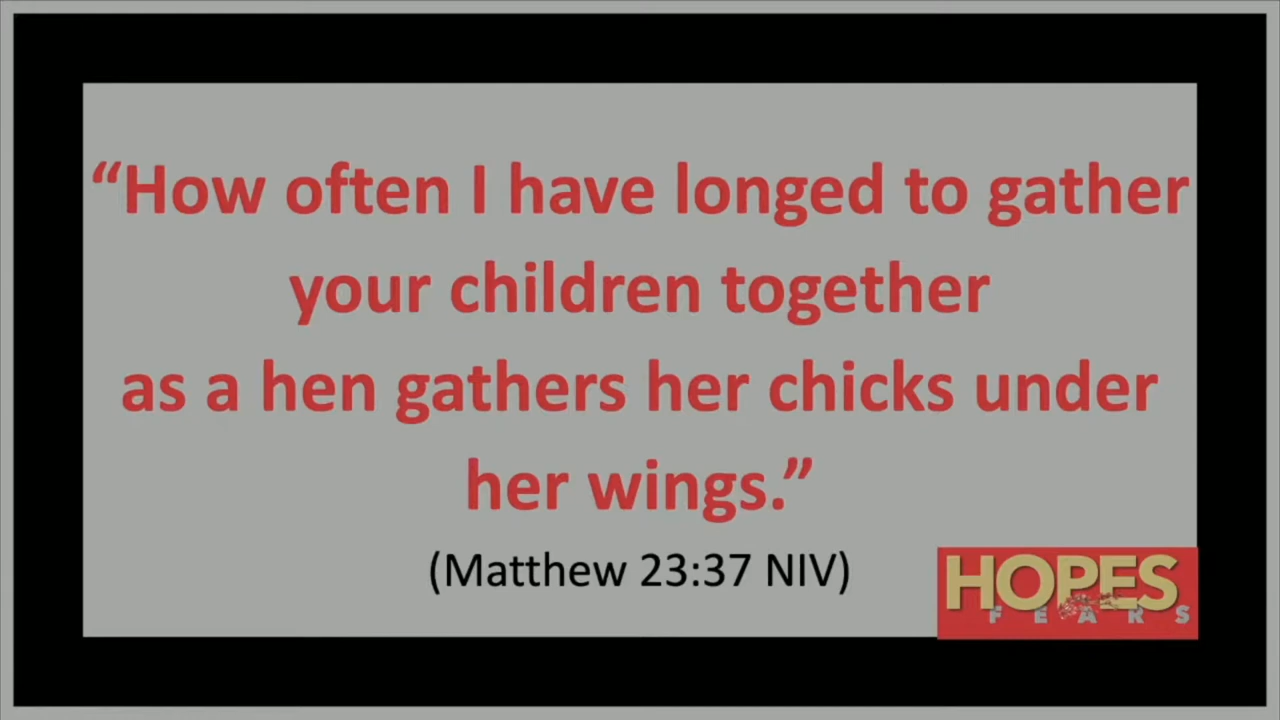 “How often I have longed to gather
your children together
as a hen gathers her chicks under
her wings.”
(Matthew 23:37 NIV)
HOPES
FEARS